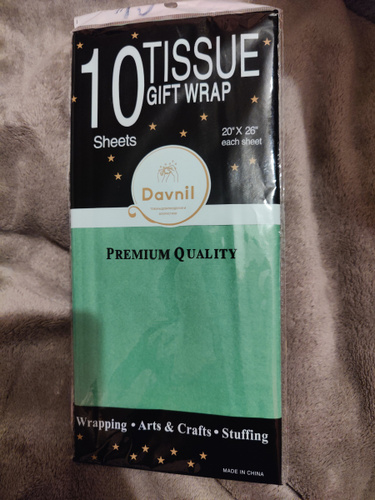 10 TISSUE
GIFT WRAP
Sheets
20" X 26"
each sheet
Davnil
PREMIUM QUALITY
Wrapping • Arts & Crafts • Stuffing
MADE IN CHINA